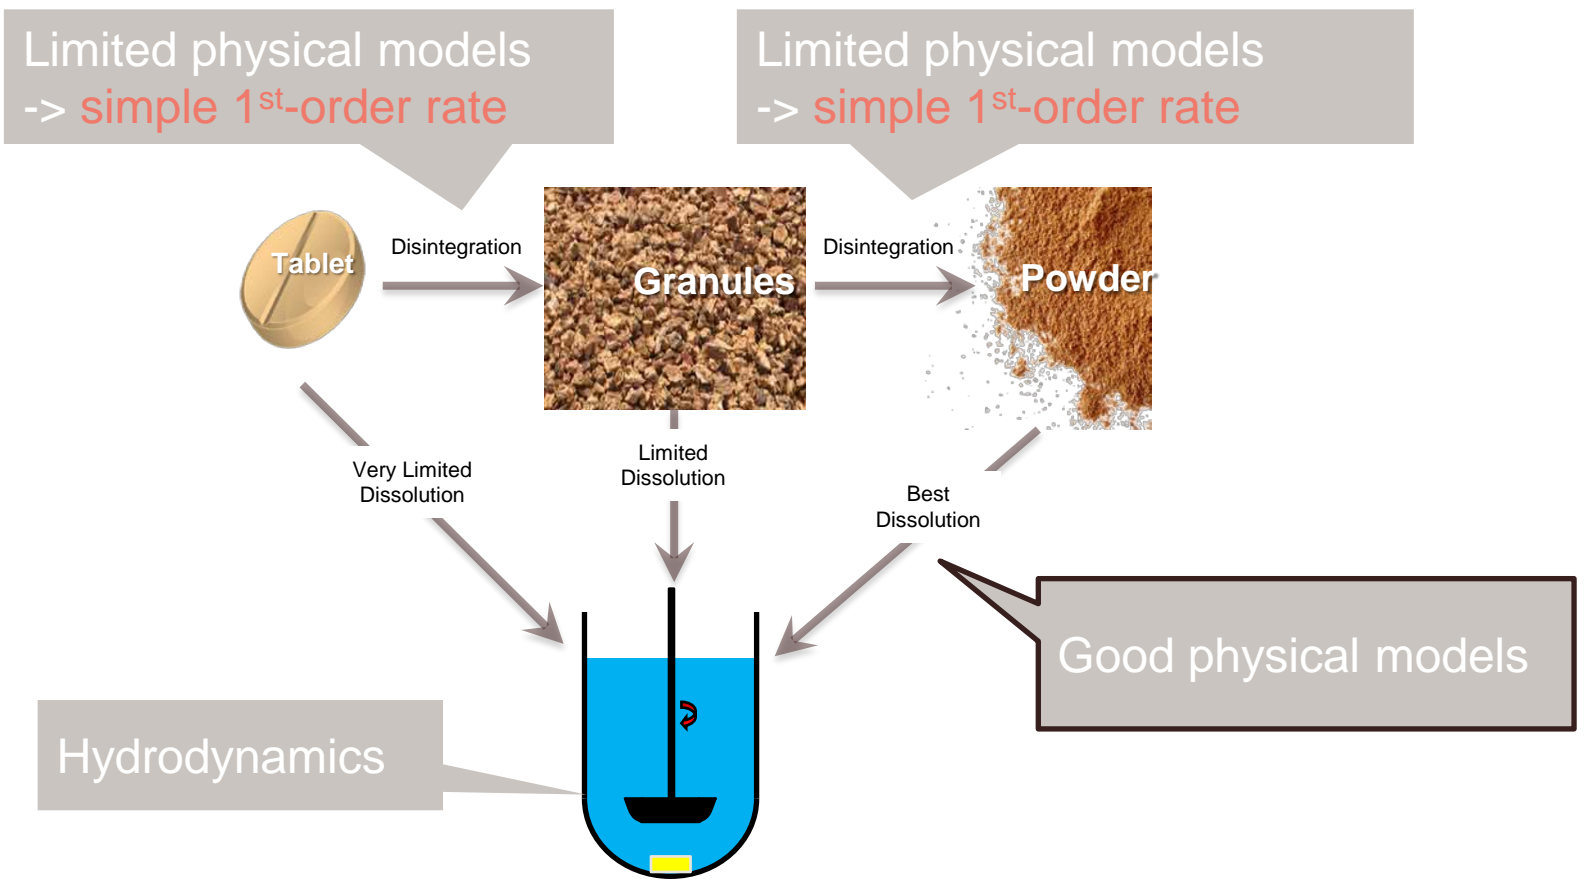 Limited physical models
-> simple 1st-order rate
Limited physical models
-> simple 1st-order rate
Tablet
Disintegration
Granules
Disintegration
Powder
Very Limited
Dissolution
Limited
Dissolution
Best
Dissolution
Good physical models
Hydrodynamics